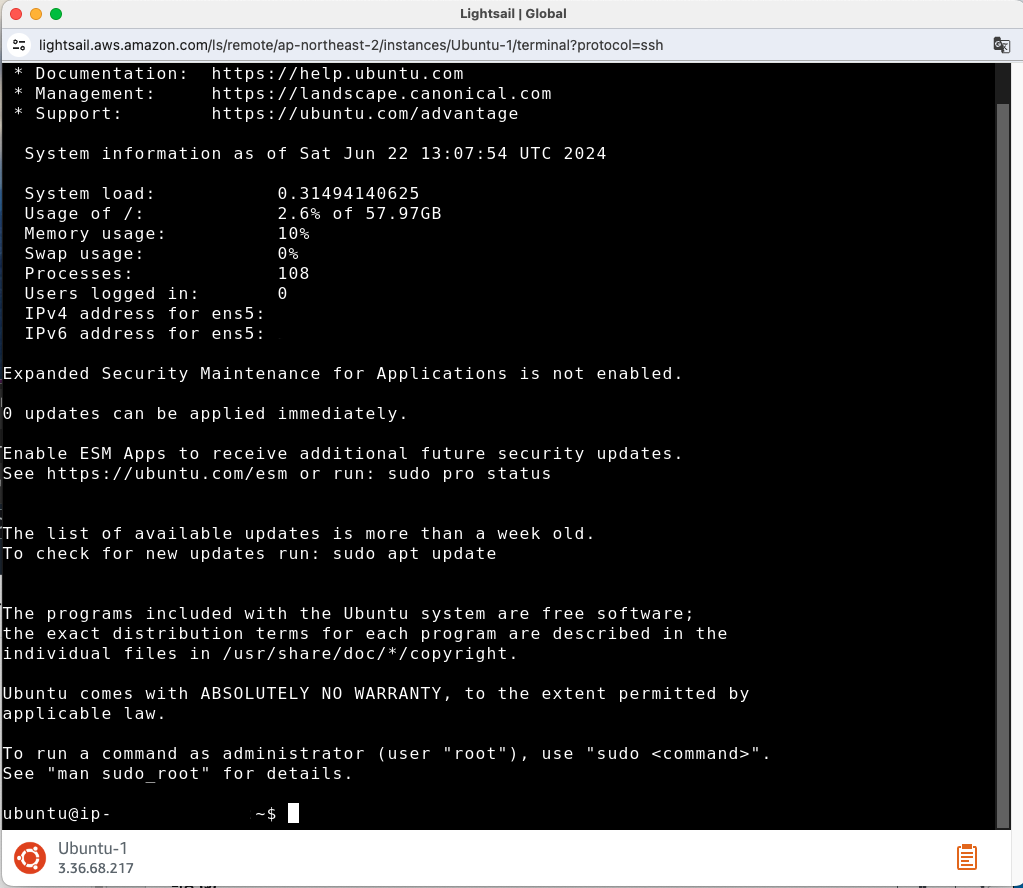 Lightsail | Global
lightsail.aws.amazon.com/ls/remote/ap-northeast-2/instances/Ubuntu-1/terminal?protocol=ssh
* Documentation:  https://help.ubuntu.com
* Management:     https://landscape.canonical.com
* Support:        https://ubuntu.com/advantage
System information as of Sat Jun 22 13:07:54 UTC 2024
System load:           0.31494140625
Usage of /:            2.6% of 57.97GB
Memory usage:          10%
Swap usage:            0%
Processes:             108
Users logged in:       0
IPv4 address for ens5:
IPv6 address for ens5:
Expanded Security Maintenance for Applications is not enabled.
0 updates can be applied immediately.
Enable ESM Apps to receive additional future security updates.
See https://ubuntu.com/esm or run: sudo pro status
The list of available updates is more than a week old.
To check for new updates run: sudo apt update
The programs included with the Ubuntu system are free software;
the exact distribution terms for each program are described in the
individual files in /usr/share/doc/*/copyright.
Ubuntu comes with ABSOLUTELY NO WARRANTY, to the extent permitted by
applicable law.
To run a command as administrator (user "root"), use "sudo <command>".
See "man sudo_root" for details.
ubuntu@ip-             ~$
Ubuntu-1
3.36.68.217